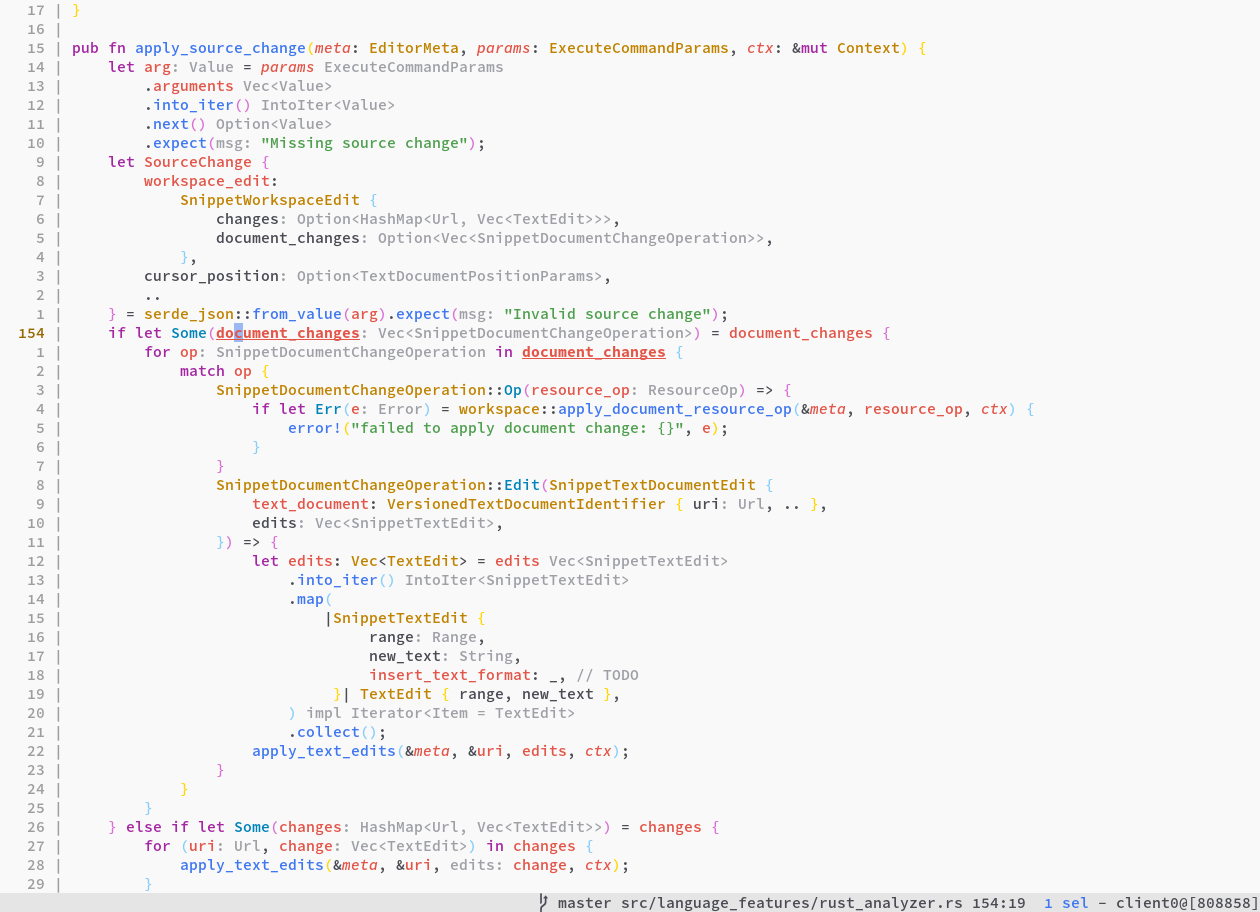 17 | }
16 |
15 | pub fn apply_source_change(meta: EditorMeta, params: ExecuteCommandParams, ctx: &mut Context) {
14 |     let arg: Value = params ExecuteCommandParams
13 |         .arguments Vec<Value>
12 |         .into_iter() IntoIter<Value>
11 |         .next() Option<Value>
10 |         .expect(msg: "Missing source change");
9 |     let SourceChange {
8 |         workspace_edit:
7 |             SnippetWorkspaceEdit {
6 |                 changes: Option<HashMap<Url, Vec<TextEdit>>>,
5 |                 document_changes: Option<Vec<SnippetDocumentChangeOperation>>,
4 |             },
3 |         cursor_position: Option<TextDocumentPositionParams>,
2 |         ..
1 |     } = serde_json::from_value(arg).expect(msg: "Invalid source change");
154 |     if let Some(document_changes: Vec<SnippetDocumentChangeOperation>) = document_changes {
1 |         for op: SnippetDocumentChangeOperation in document_changes {
2 |             match op {
3 |                 SnippetDocumentChangeOperation::Op(resource_op: ResourceOp) => {
4 |                     if let Err(e: Error) = workspace::apply_document_resource_op(&meta, resource_op, ctx) {
5 |                         error!("failed to apply document change: {}", e);
6 |                     }
7 |                 }
8 |                 SnippetDocumentChangeOperation::Edit(SnippetTextDocumentEdit {
9 |                     text_document: VersionedTextDocumentIdentifier { uri: Url, .. },
10 |                     edits: Vec<SnippetTextEdit>,
11 |                 }) => {
12 |                     let edits: Vec<TextEdit> = edits Vec<SnippetTextEdit>
13 |                         .into_iter() IntoIter<SnippetTextEdit>
14 |                         .map(
15 |                             |SnippetTextEdit {
16 |                                  range: Range,
17 |                                  new_text: String,
18 |                                  insert_text_format: _, // TODO
19 |                              }| TextEdit { range, new_text },
20 |                         ) impl Iterator<Item = TextEdit>
21 |                         .collect();
22 |                     apply_text_edits(&meta, &uri, edits, ctx);
23 |                 }
24 |             }
25 |         }
26 |     } else if let Some(changes: HashMap<Url, Vec<TextEdit>>) = changes {
27 |         for (uri: Url, change: Vec<TextEdit>) in changes {
28 |             apply_text_edits(&meta, &uri, edits: change, ctx);
29 |         }
master src/language_features/rust_analyzer.rs 154:19 1 sel - client0@[808858]